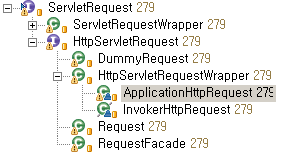 ServletRequest 279
ServletRequestWrapper 279
HttpServletRequest 279
DummyRequest 279
HttpServletRequestWrapper 279
ApplicationHttpRequest 279
InvokerHttpRequest 279
Request 279
RequestFacade 279